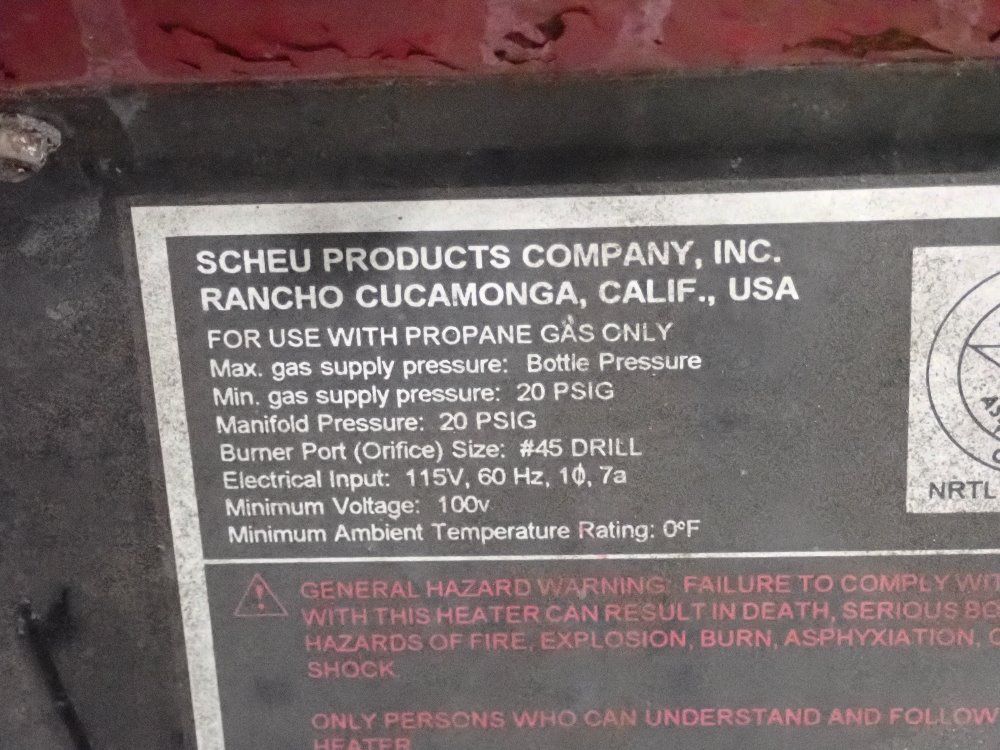 SCHEU PRODUCTS COMPANY, INC.
RANCHO CUCAMONGA, CALIF., USA
FOR USE WITH PROPANE GAS ONLY
Max. gas supply pressure: Bottle Pressure
Min. gas supply pressure: 20 PSIG
Manifold Pressure: 20 PSIG
Burner Port (Orifice) Size: #45 DRILL
Electrical Input: 115V, 60 Hz, 1ϕ, 7a
Minimum Voltage: 100v
Minimum Ambient Temperature Rating: 0°F
NRTL
GENERAL HAZARD WARNING: FAILURE TO COMPLY
WITH THIS HEATER CAN RESULT IN DEATH, SERIOUS
HAZARDS OF FIRE, EXPLOSION, BURN, ASPHYXIATION,
SHOCK.
ONLY PERSONS WHO CAN UNDERSTAND AND FOLLOW
HEATER